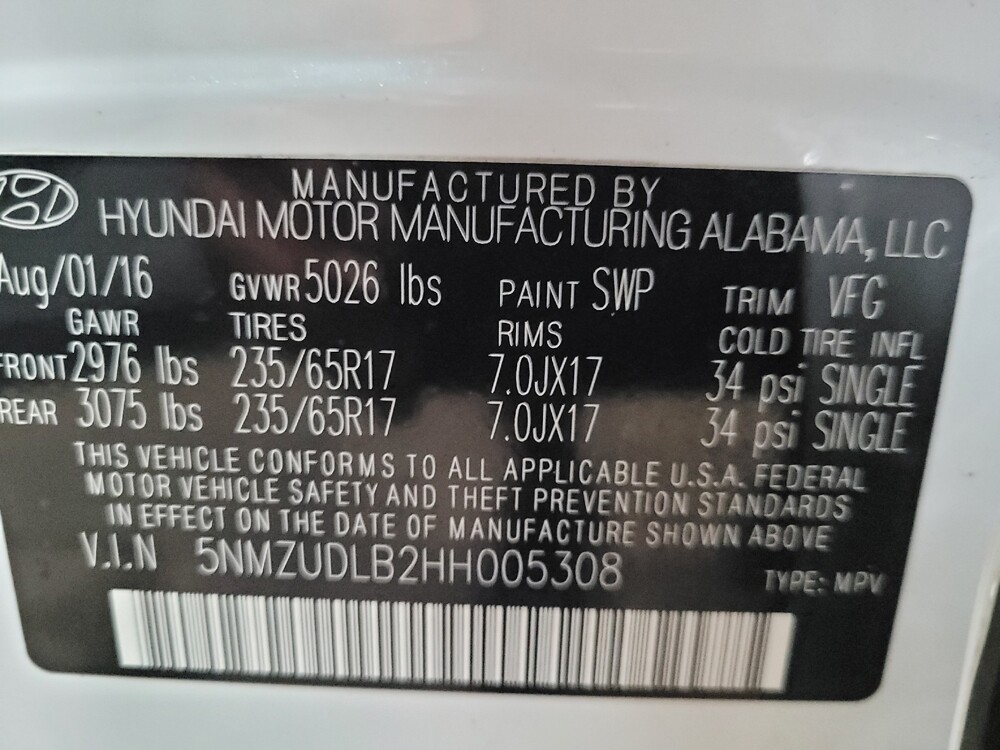 MANUFACTURED BY
HYUNDAI MOTOR MANUFACTURING ALABAMA, LLC
Aug/01/16 GVWR 5026 lbs PAINT SWP TRIM VFG
GAWR TIRES RIMS COLD TIRE INFL
FRONT 2976 lbs 235/65R17 7.0JX17 34 psi SINGLE
REAR 3075 lbs 235/65R17 7.0JX17 34 psi SINGLE
THIS VEHICLE CONFORMS TO ALL APPLICABLE U.S.A. FEDERAL
MOTOR VEHICLE SAFETY AND THEFT PREVENTION STANDARDS
IN EFFECT ON THE DATE OF MANUFACTURE SHOWN ABOVE
V.I.N 5NMZUDLB2HH005308 TYPE: MPV